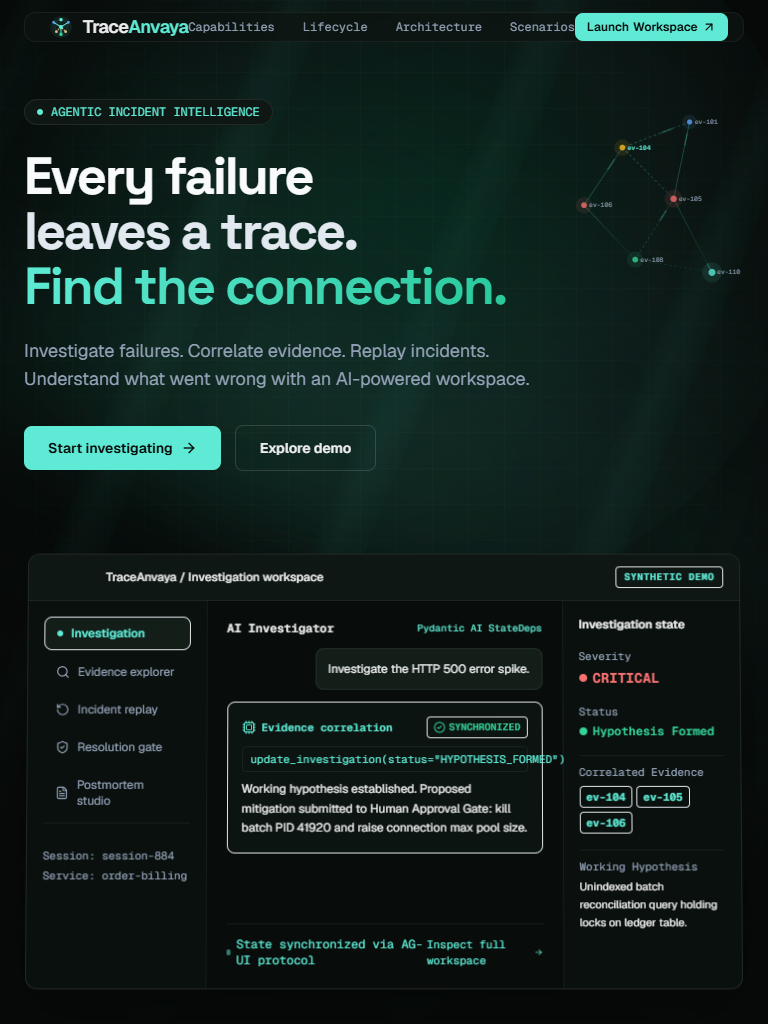 TraceAnvaya
Capabilities
Lifecycle
Architecture
Scenarios
Launch Workspace
AGENTIC INCIDENT INTELLIGENCE
Every failure
leaves a trace.
Find the connection.
ev-101
ev-104
ev-105
ev-106
ev-108
ev-110
Investigate failures. Correlate evidence. Replay incidents.
Understand what went wrong with an AI-powered workspace.
Start investigating
Explore demo
TraceAnvaya / Investigation workspace
SYNTHETIC DEMO
Investigation
Evidence explorer
Incident replay
Resolution gate
Postmortem
studio
Session: session-884
Service: order-billing
AI Investigator
Pydantic AI StateDeps
Investigate the HTTP 500 error spike.
Evidence correlation
SYNCHRONIZED
update_investigation(status="HYPOTHESIS_FORMED")
Working hypothesis established. Proposed
mitigation submitted to Human Approval Gate: kill
batch PID 41920 and raise connection max pool size.
State synchronized via AG-
UI protocol
Inspect full
workspace
Investigation state
Severity
CRITICAL
Status
Hypothesis Formed
Correlated Evidence
ev-104
ev-105
ev-106
Working Hypothesis
Unindexed batch
reconciliation query holding
locks on ledger table.